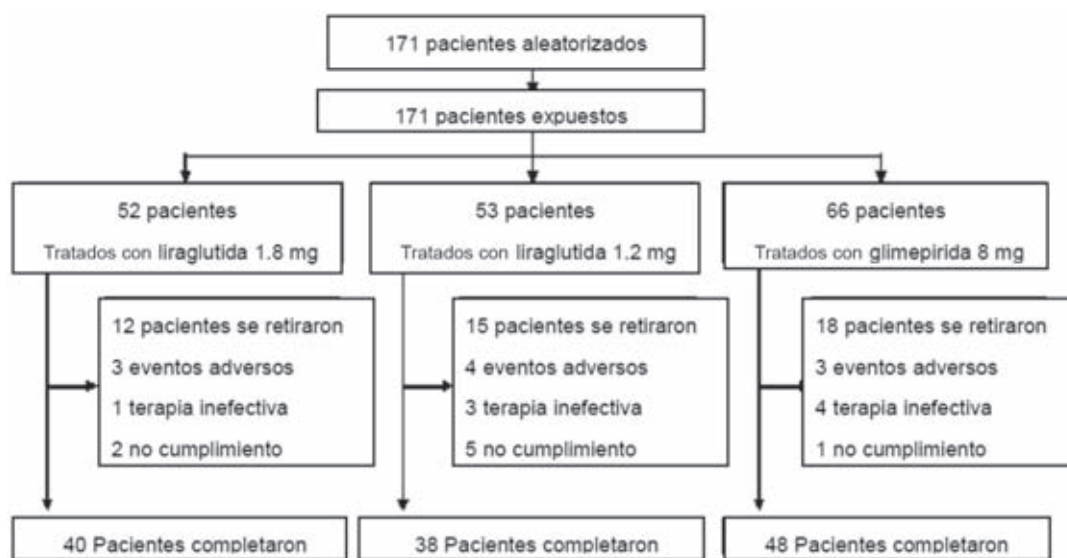 171 pacientes aleatorizados
171 pacientes expuestos
52 pacientes
Tratados con liraglutida 1.8 mg
53 pacientes
Tratados con liraglutida 1.2 mg
66 pacientes
Tratados con glimepirida 8 mg
12 pacientes se retiraron
3 eventos adversos
1 terapia inefectiva
2 no cumplimiento
15 pacientes se retiraron
4 eventos adversos
3 terapia inefectiva
5 no cumplimiento
18 pacientes se retiraron
3 eventos adversos
4 terapia inefectiva
1 no cumplimiento
40 Pacientes completaron
38 Pacientes completaron
48 Pacientes completaron